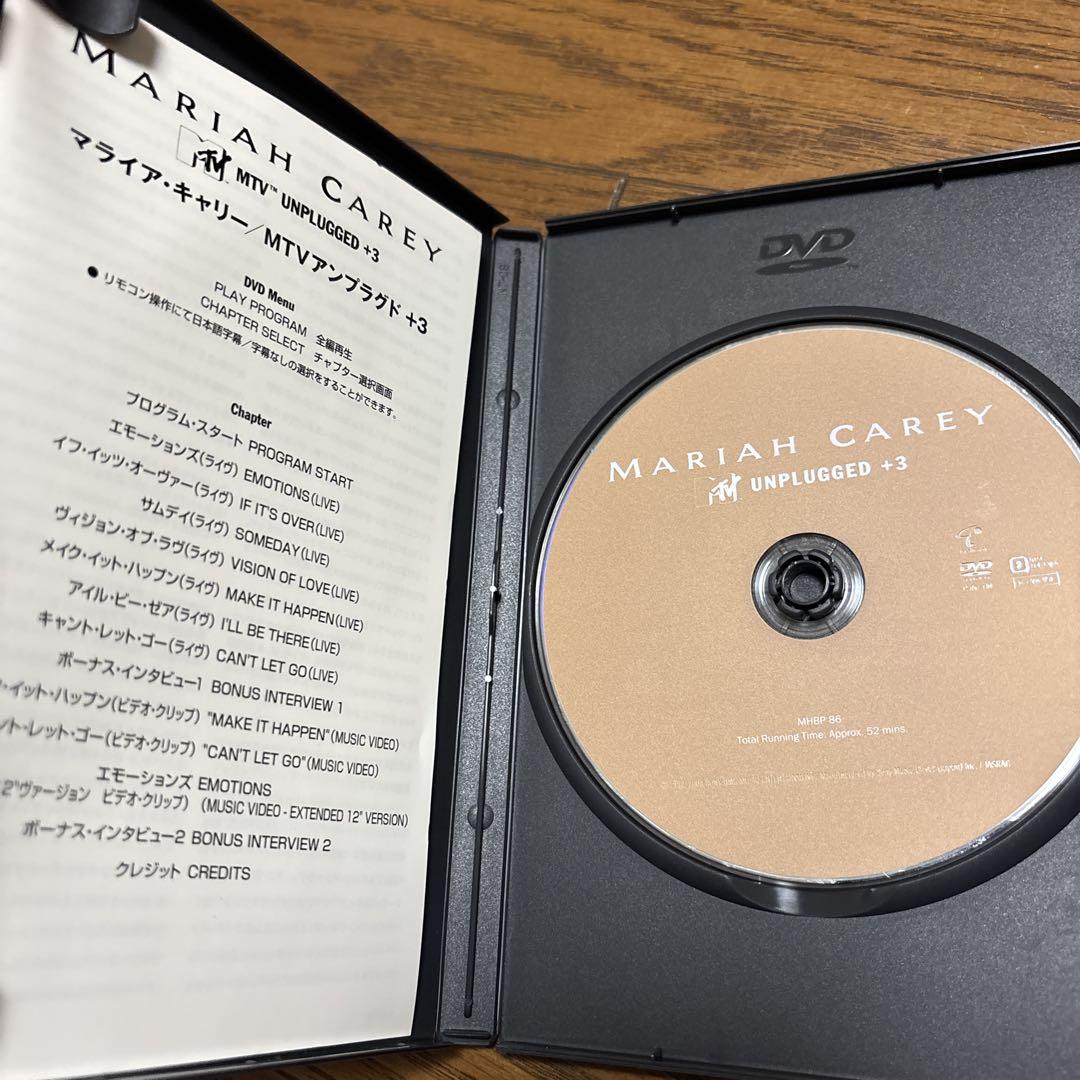 MARIAH CAREY
MTV™ UNPLUGGED +3
マライア・キャリー/MTVアンプラグド +3
DVD Menu
PLAY PROGRAM 全編再生
CHAPTER SELECT チャプター選択画面
●リモコン操作にて日本語字幕/字幕なしの選択をすることができます。
Chapter
プログラム・スタート PROGRAM START
エモーションズ(ライヴ) EMOTIONS(LIVE)
イフ・イッツ・オーヴァー(ライヴ) IF IT'S OVER(LIVE)
サムデイ(ライヴ) SOMEDAY(LIVE)
ヴィジョン・オブ・ラヴ(ライヴ) VISION OF LOVE(LIVE)
メイク・イット・ハップン(ライヴ) MAKE IT HAPPEN(LIVE)
アイル・ビー・ゼア(ライヴ) I'LL BE THERE(LIVE)
キャント・レット・ゴー(ライヴ) CAN'T LET GO(LIVE)
ボーナス・インタビュー1 BONUS INTERVIEW 1
・イット・ハップン(ビデオ・クリップ) "MAKE IT HAPPEN"(MUSIC VIDEO)
ント・レット・ゴー(ビデオ・クリップ) "CAN'T LET GO"(MUSIC VIDEO)
エモーションズ EMOTIONS
2"ヴァージョン ビデオ・クリップ) (MUSIC VIDEO - EXTENDED 12" VERSION)
ボーナス・インタビュー2 BONUS INTERVIEW 2
クレジット CREDITS
DVD
MARIAH CAREY
MTV UNPLUGGED +3
DVD
MHBP 86
Total Running Time: Approx. 52 mins.